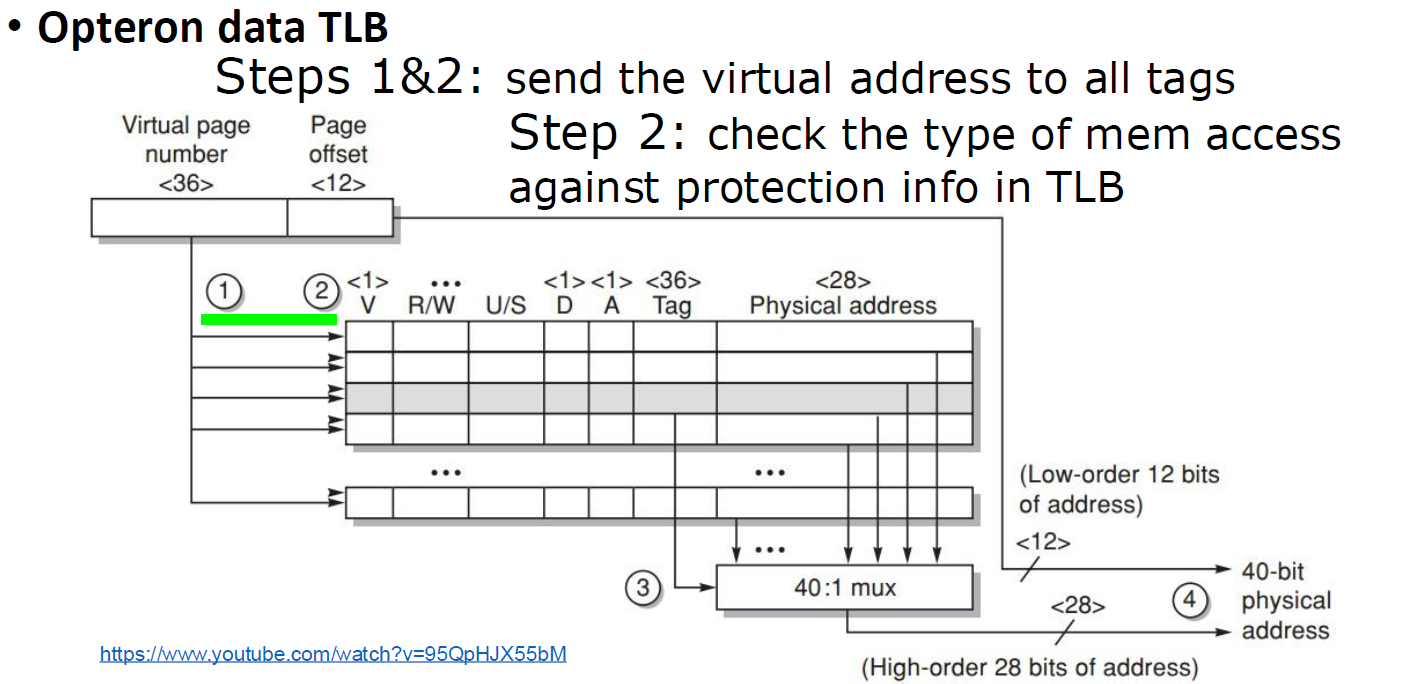 • Opteron data TLB
Steps 1&2: send the virtual address to all tags
Step 2: check the type of mem access
against protection info in TLB
Virtual page
number
<36>
Page
offset
<12>
1
2
<1>
V
...
R/W
U/S
<1>
D
<1>
A
<36>
Tag
<28>
Physical address
...
...
...
3
40:1 mux
(Low-order 12 bits
of address)
<12>
<28>
4
40-bit
physical
address
(High-order 28 bits of address)
https://www.youtube.com/watch?v=95QpHJX55bM